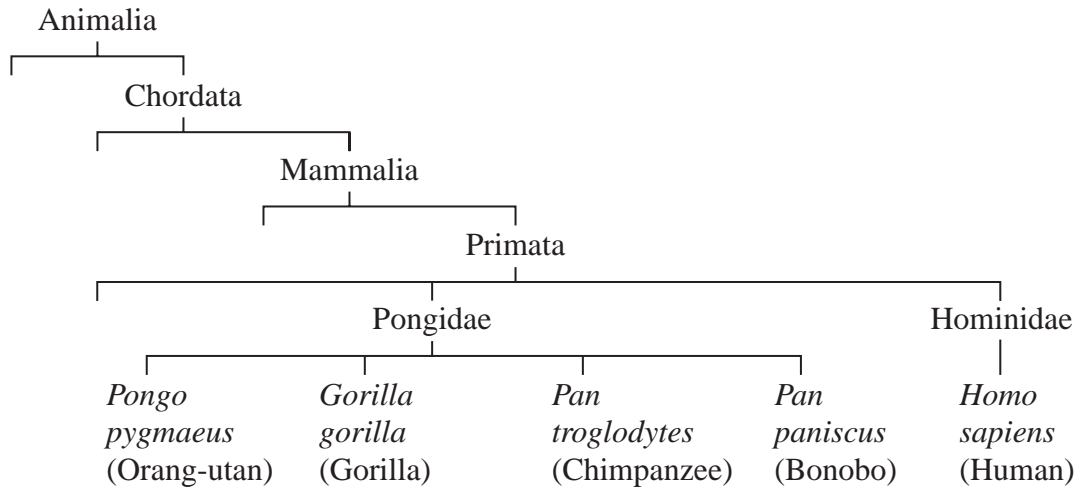 Animalia
Chordata
Mammalia
Primata
Pongidae Hominidae
Pongo Gorilla Pan Pan Homo
pygmaeus gorilla troglodytes paniscus sapiens
(Orang-utan) (Gorilla) (Chimpanzee) (Bonobo) (Human)